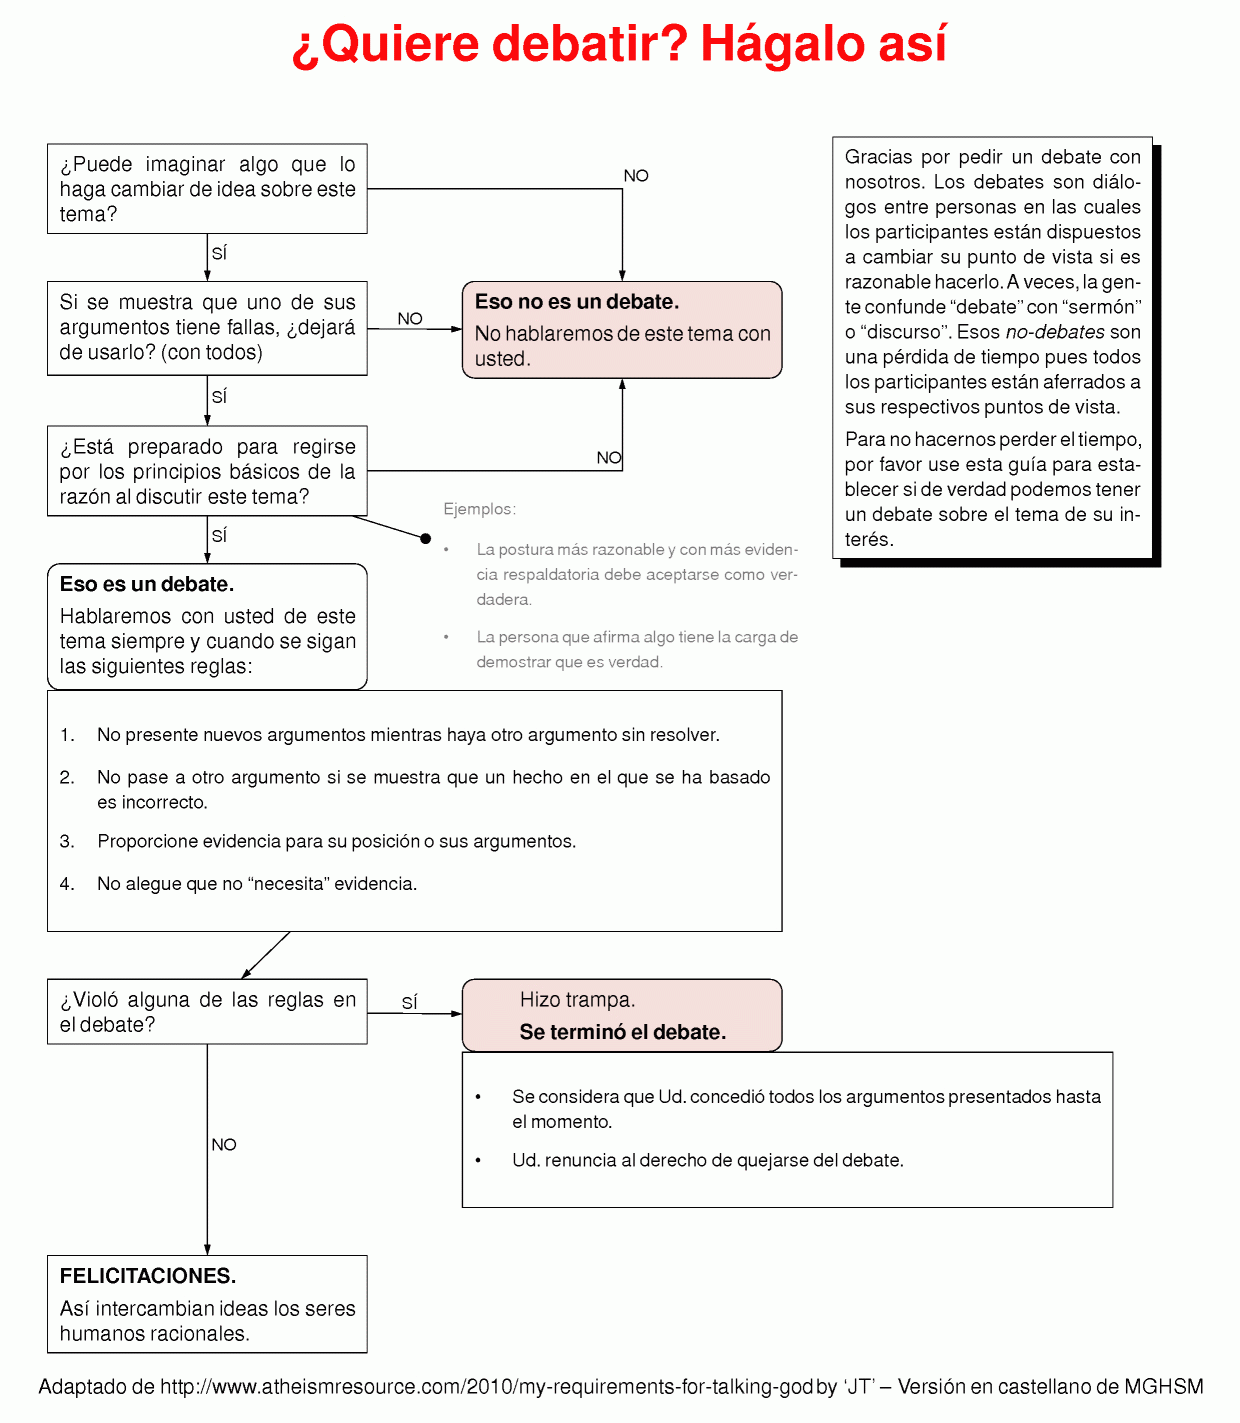 ¿Quiere debatir? Hágalo así
¿Puede imaginar algo que lo
haga cambiar de idea sobre este
tema?
NO
SÍ
Si se muestra que uno de sus
argumentos tiene fallas, ¿dejará
de usarlo? (con todos)
NO
Eso no es un debate.
No hablaremos de este tema con
usted.
SÍ
¿Está preparado para regirse
por los principios básicos de la
razón al discutir este tema?
NO
SÍ
Ejemplos:
• La postura más razonable y con más eviden-
cia respaldatoria debe aceptarse como ver-
dadera.
• La persona que afirma algo tiene la carga de
demostrar que es verdad.
Gracias por pedir un debate con
nosotros. Los debates son diálo-
gos entre personas en las cuales
los participantes están dispuestos
a cambiar su punto de vista si es
razonable hacerlo. A veces, la gen-
te confunde “debate” con “sermón”
o “discurso”. Esos no-debates son
una pérdida de tiempo pues todos
los participantes están aferrados a
sus respectivos puntos de vista.
Para no hacernos perder el tiempo,
por favor use esta guía para esta-
blecer si de verdad podemos tener
un debate sobre el tema de su in-
terés.
Eso es un debate.
Hablaremos con usted de este
tema siempre y cuando se sigan
las siguientes reglas:
1. No presente nuevos argumentos mientras haya otro argumento sin resolver.
2. No pase a otro argumento si se muestra que un hecho en el que se ha basado
es incorrecto.
3. Proporcione evidencia para su posición o sus argumentos.
4. No alegue que no “necesita” evidencia.
¿Violó alguna de las reglas en
el debate?
SÍ
Hizo trampa.
Se terminó el debate.
• Se considera que Ud. concedió todos los argumentos presentados hasta
el momento.
• Ud. renuncia al derecho de quejarse del debate.
NO
FELICITACIONES.
Así intercambian ideas los seres
humanos racionales.
Adaptado de http://www.atheismresource.com/2010/my-requirements-for-talking-god by ‘JT’ – Versión en castellano de MGHSM